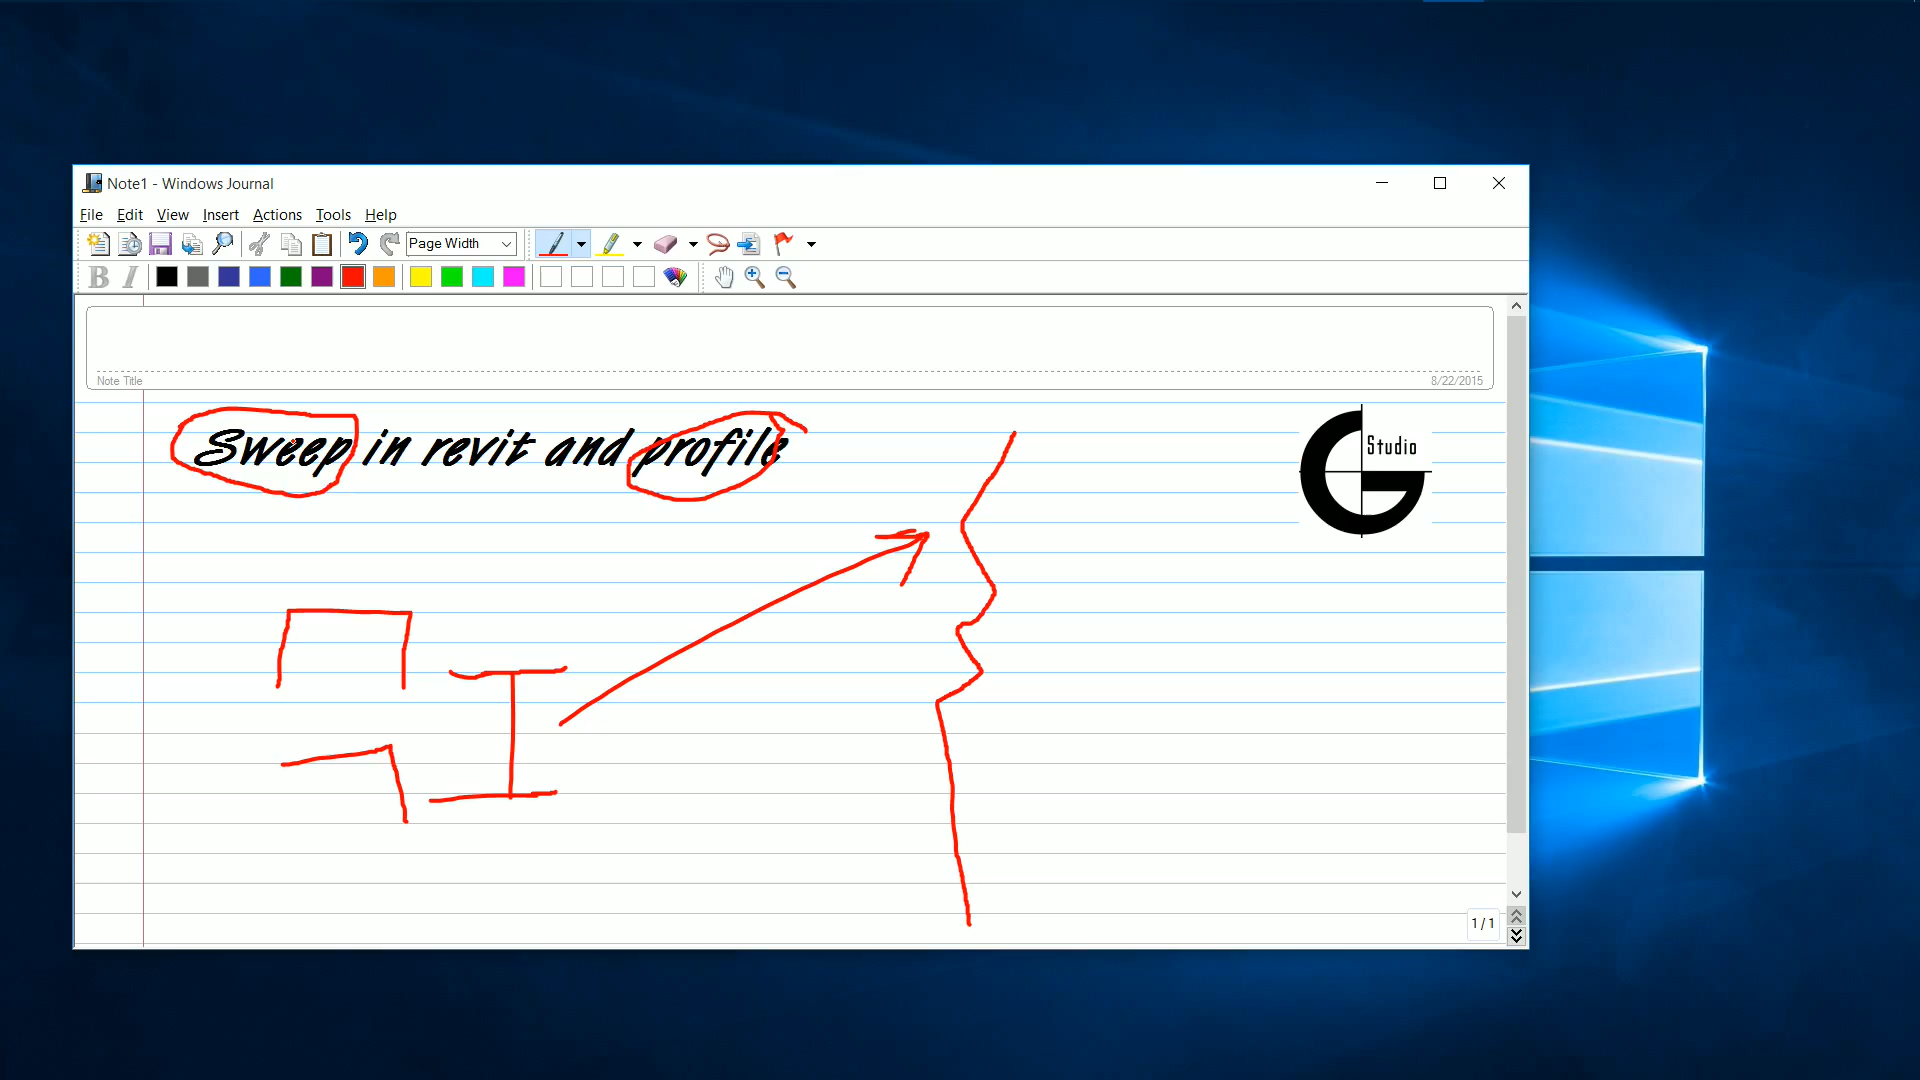 Note1 - Windows Journal
File Edit View Insert Actions Tools Help
Page Width
B I
Note Title
8/22/2015
Sweep in revit and profile
Studio
1 / 1